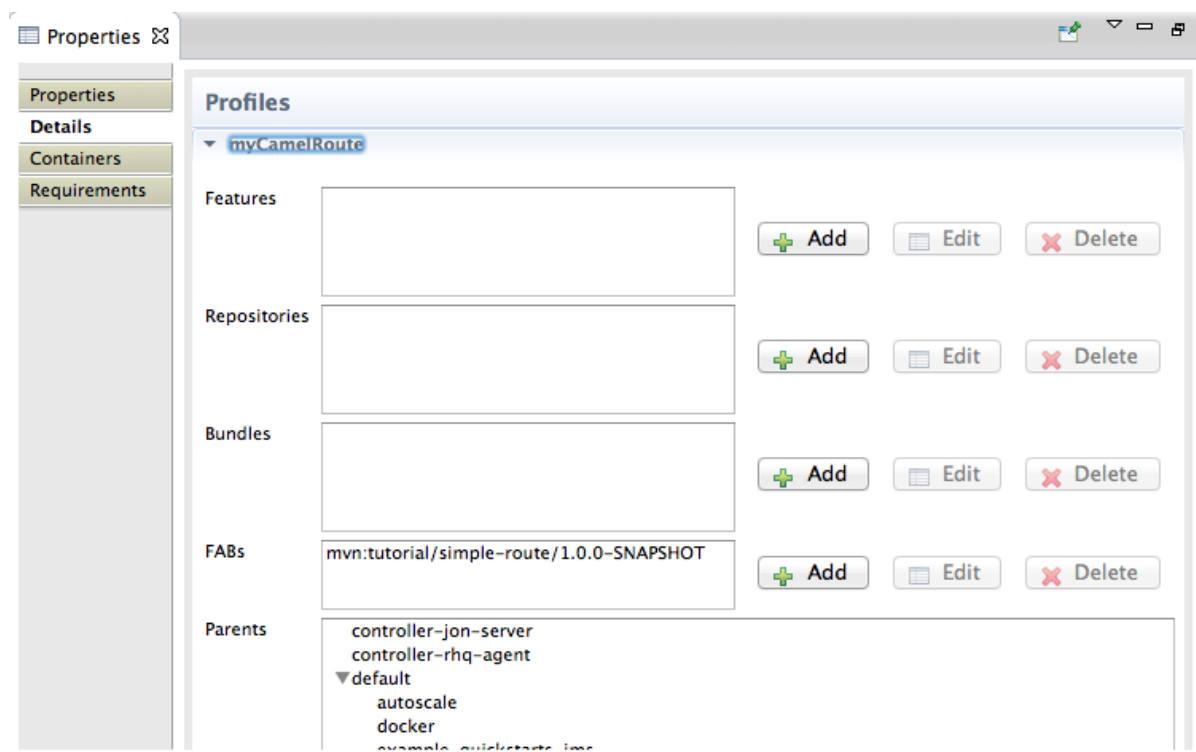 Properties
Properties
Details
Containers
Requirements
Profiles
myCamelRoute
Features
Add Edit Delete
Repositories
Add Edit Delete
Bundles
Add Edit Delete
FABs
mvn:tutorial/simple-route/1.0.0-SNAPSHOT
Add Edit Delete
Parents
controller-jon-server
controller-rhq-agent
default
autoscale
docker